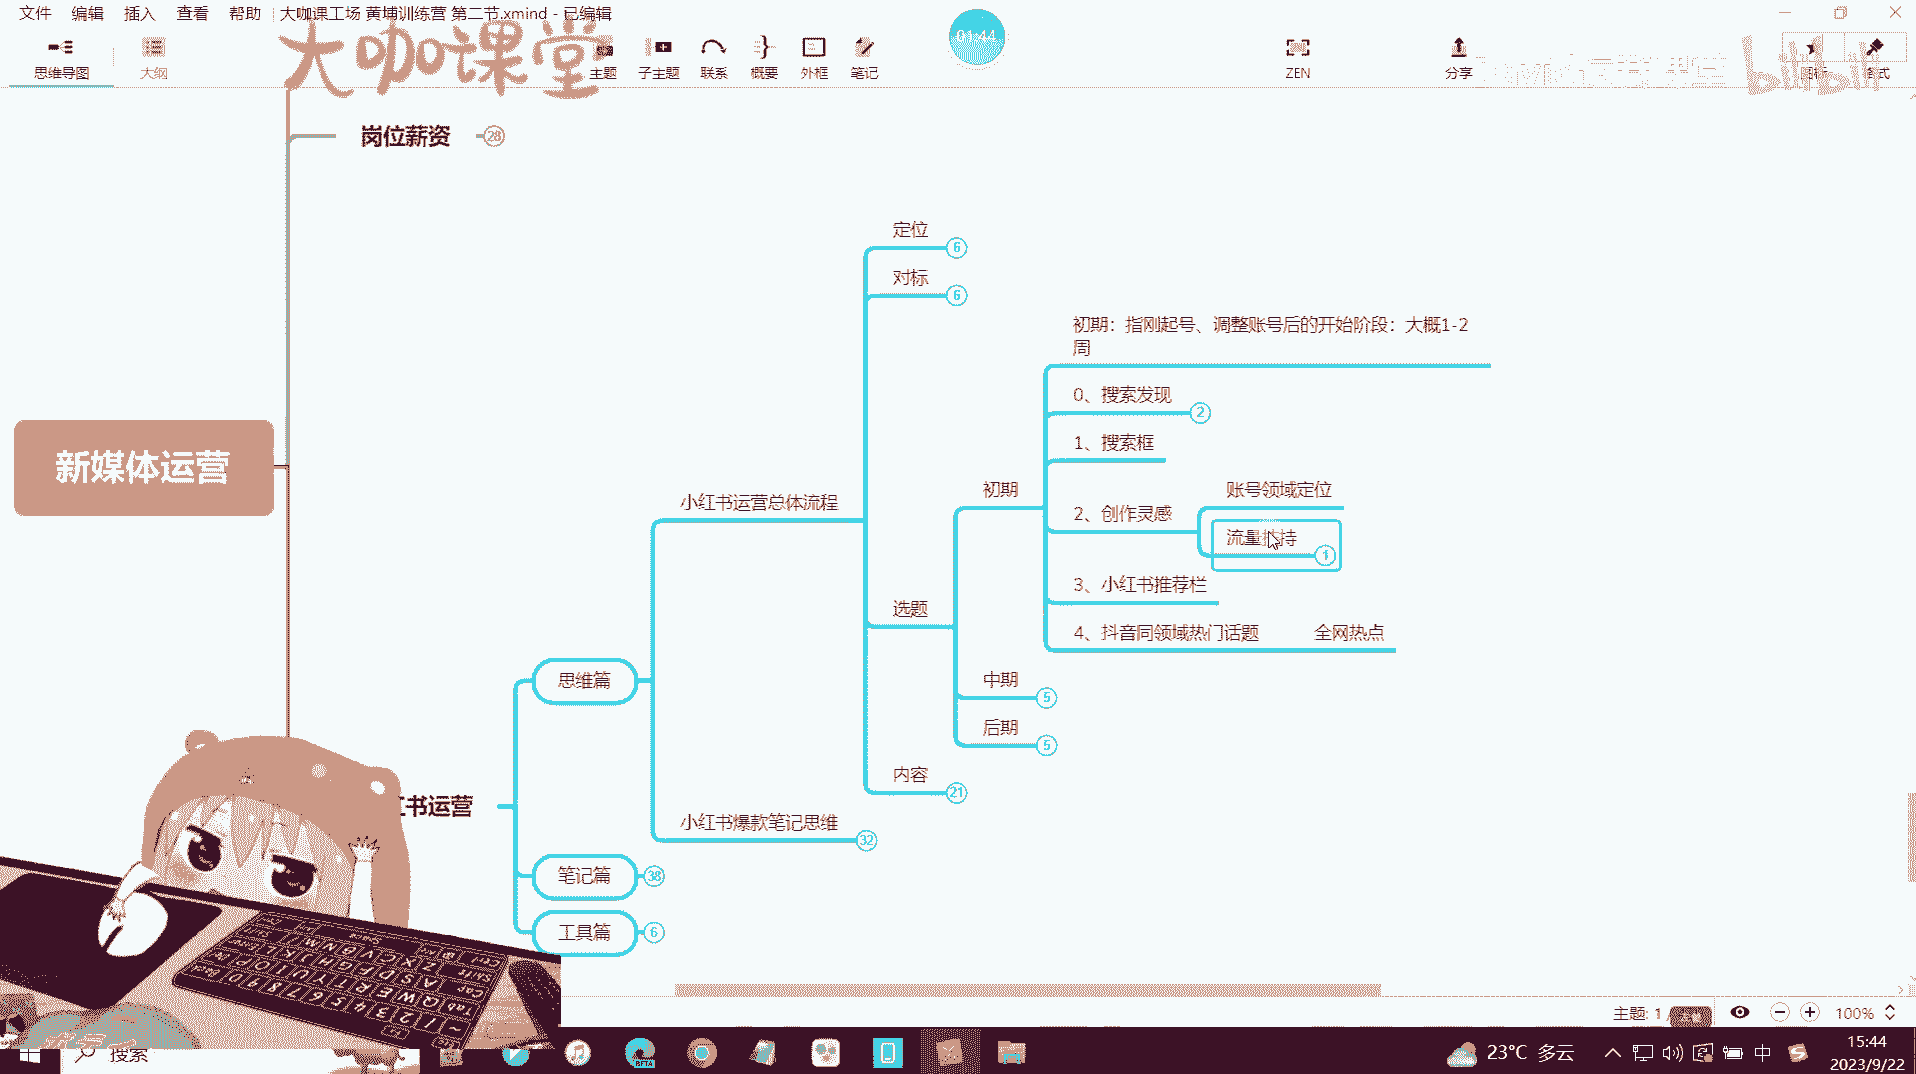 文件 编辑 插入 查看 帮助 大咖课工场 黄埔训练营 第二节.xmind - 已编辑
思维导图
大纲
主题
子主题
联系
概要
外框
笔记
01:44
ZEN
分享
大咖课堂
bilibili
岗位薪资 28
新媒体运营
定位 6
对标 6
初期：指刚起号、调整账号后的开始阶段：大概1-2
周
0、搜索发现 2
1、搜索框
初期
2、创作灵感
账号领域定位
1
3、小红书推荐栏
4、抖音同领域热门话题 全网热点
小红书运营总体流程
选题
中期 5
后期 5
内容 21
思维篇
小红书爆款笔记思维 32
书运营
笔记篇 38
工具篇 6
主题: 1
100%
搜索
BETA
23°C 多云
中
15:44
2023/9/22